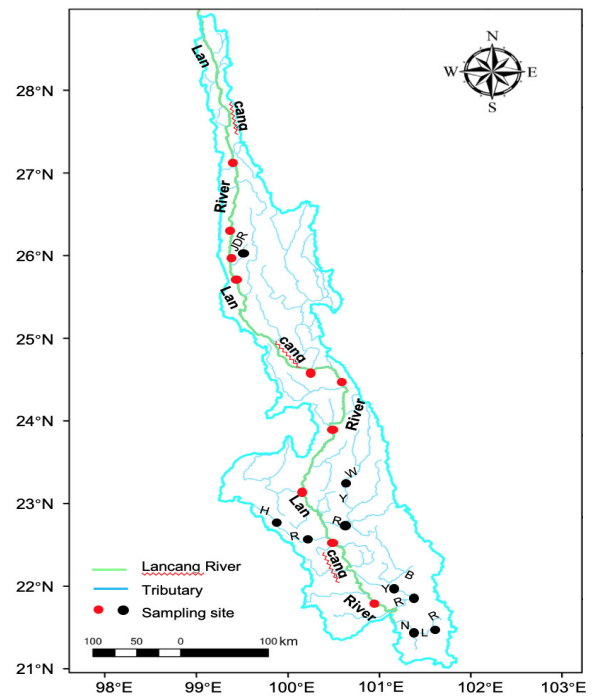 N
W E
S
28°N
27°N
26°N
25°N
24°N
23°N
22°N
21°N
Lan
cang
River
JDR
Lan
cang
River
W
Y
R
Lan
cang
River
H
R
B
Y
R
R
N
L
Lancang River
Tributary
Sampling site
100 50 0 100 km
98°E 99°E 100°E 101°E 102°E 103°E